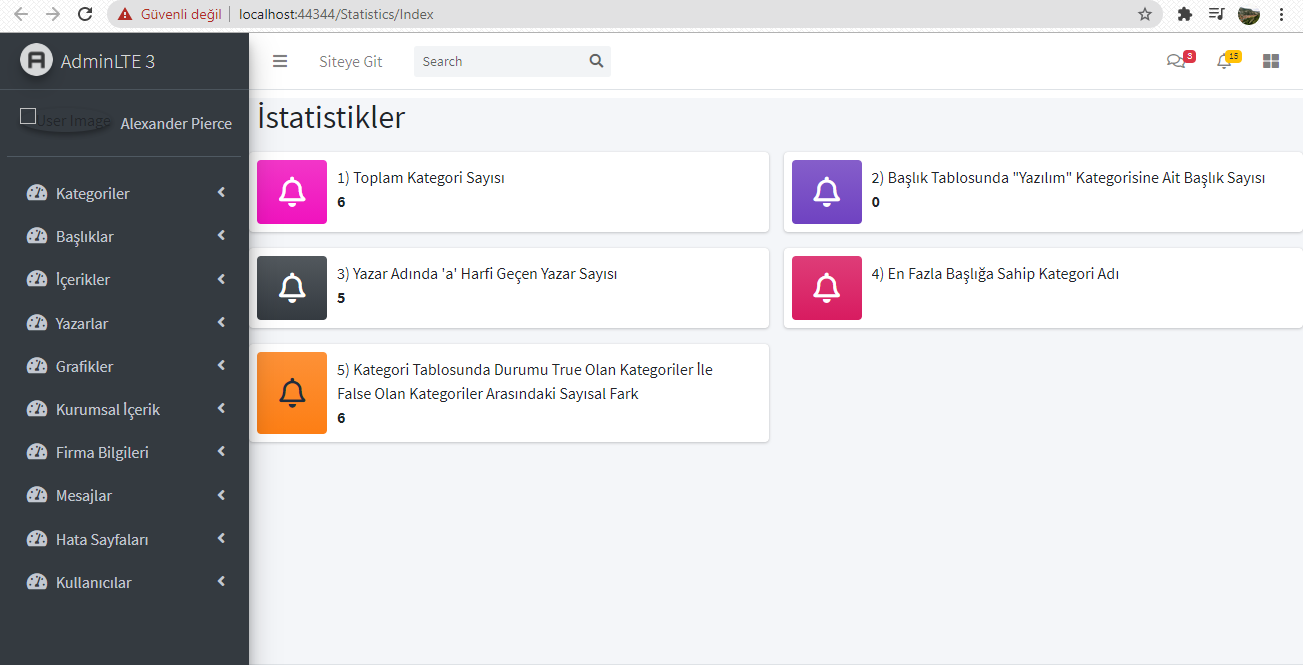 Güvenli değil
localhost:44344/Statistics/Index
AdminLTE 3
Siteye Git
Search
3
15
User Image
Alexander Pierce
Kategoriler
Başlıklar
İçerikler
Yazarlar
Grafikler
Kurumsal İçerik
Firma Bilgileri
Mesajlar
Hata Sayfaları
Kullanıcılar
İstatistikler
1) Toplam Kategori Sayısı
6
2) Başlık Tablosunda "Yazılım" Kategorisine Ait Başlık Sayısı
0
3) Yazar Adında 'a' Harfi Geçen Yazar Sayısı
5
4) En Fazla Başlığa Sahip Kategori Adı
5) Kategori Tablosunda Durumu True Olan Kategoriler İle
False Olan Kategoriler Arasındaki Sayısal Fark
6